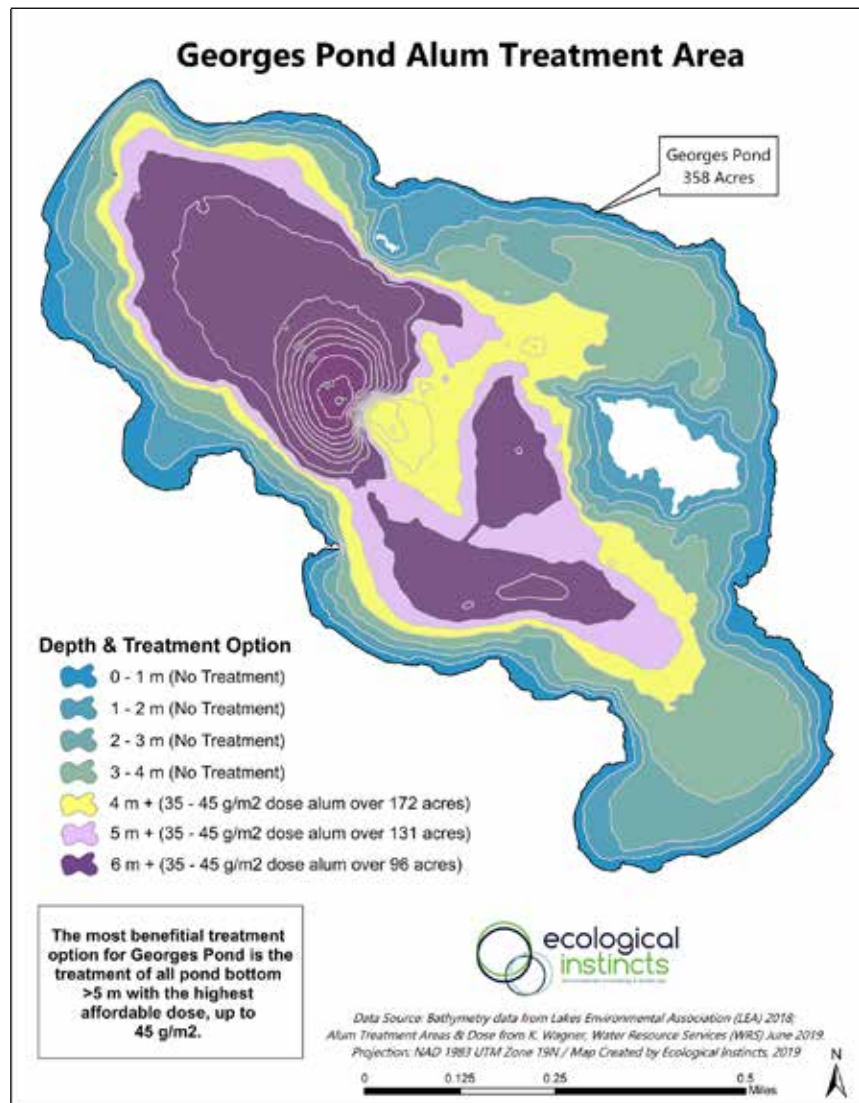 Georges Pond Alum Treatment Area
Georges Pond
358 Acres
Depth & Treatment Option
0 - 1 m (No Treatment)
1 - 2 m (No Treatment)
2 - 3 m (No Treatment)
3 - 4 m (No Treatment)
4 m + (35 - 45 g/m2 dose alum over 172 acres)
5 m + (35 - 45 g/m2 dose alum over 131 acres)
6 m + (35 - 45 g/m2 dose alum over 96 acres)
The most benefitial treatment
option for Georges Pond is the
treatment of all pond bottom
>5 m with the highest
affordable dose, up to
45 g/m2.
ecological
instincts
Data Source: Bathymetry data from Lakes Environmental Association (LEA) 2018;
Alum Treatment Areas & Dose from K. Wagner, Water Resource Services (WRS) June 2019.
Projection: NAD 1983 UTM Zone 19N / Map Created by Ecological Instincts, 2019
N
0 0.125 0.25 0.5
Miles